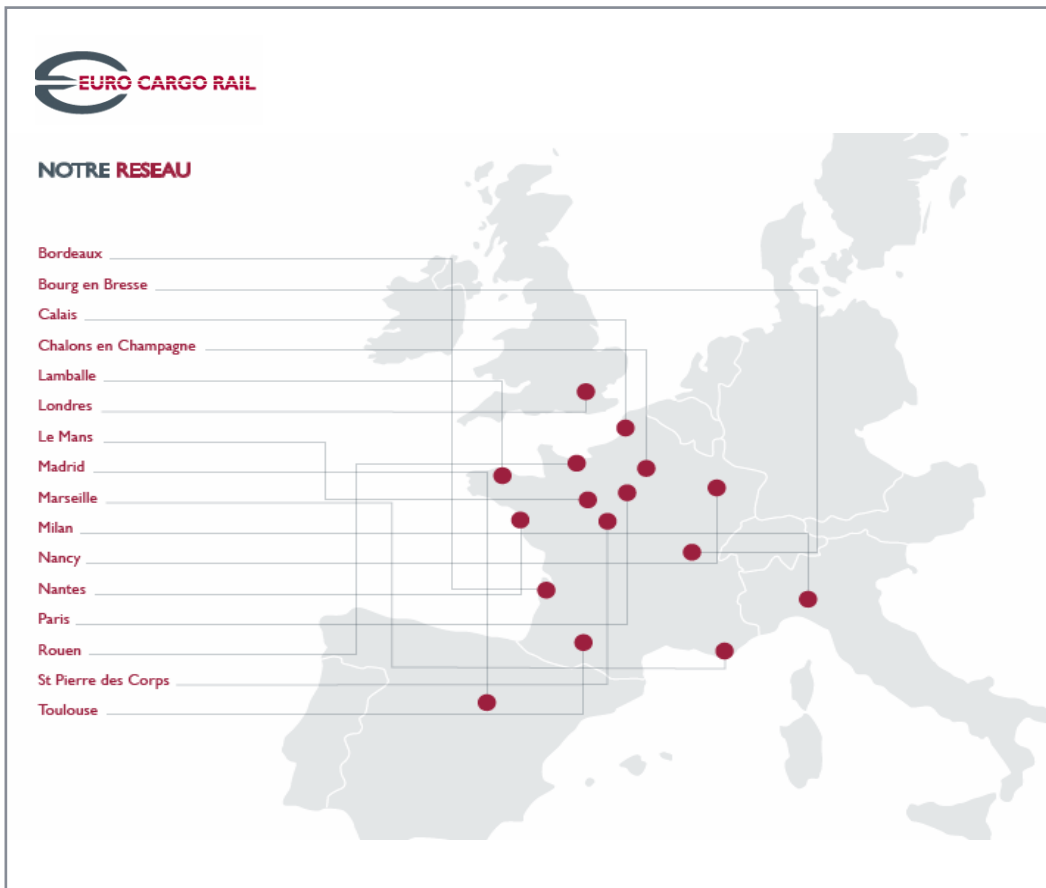 EURO CARGO RAIL
NOTRE RESEAU
Bordeaux
Bourg en Bresse
Calais
Chalons en Champagne
Lamballe
Londres
Le Mans
Madrid
Marseille
Milan
Nancy
Nantes
Paris
Rouen
St Pierre des Corps
Toulouse